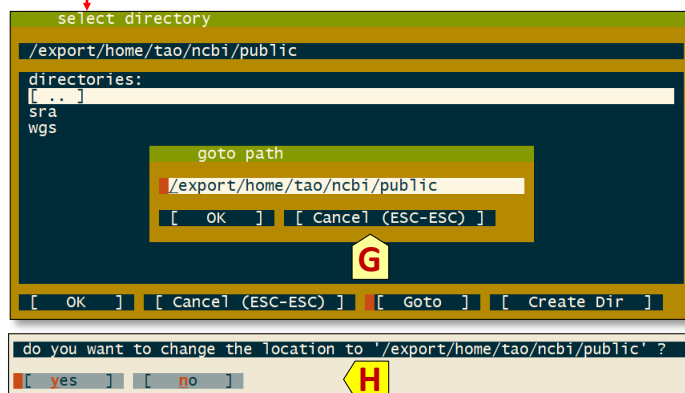 select directory
/export/home/tao/ncbi/public
directories:
[ .. ]
sra
wgs
goto path
/export/home/tao/ncbi/public
[ OK ] [ Cancel (ESC-ESC) ]
G
[ OK ] [ Cancel (ESC-ESC) ] [ Goto ] [ Create Dir ]
do you want to change the location to '/export/home/tao/ncbi/public' ?
[ yes ] [ no ]
H